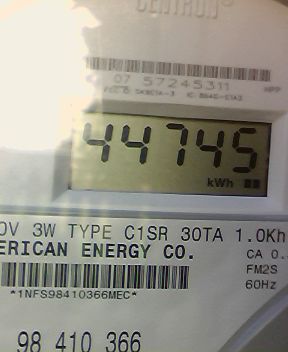 CENTRON®
07 57245311
44745
kWh
0V 3W TYPE C1SR 30TA 1.0Kh
ERICAN ENERGY CO.
CA 0.
FM2S
*1NFS98410366MEC*
60Hz
98 410 366